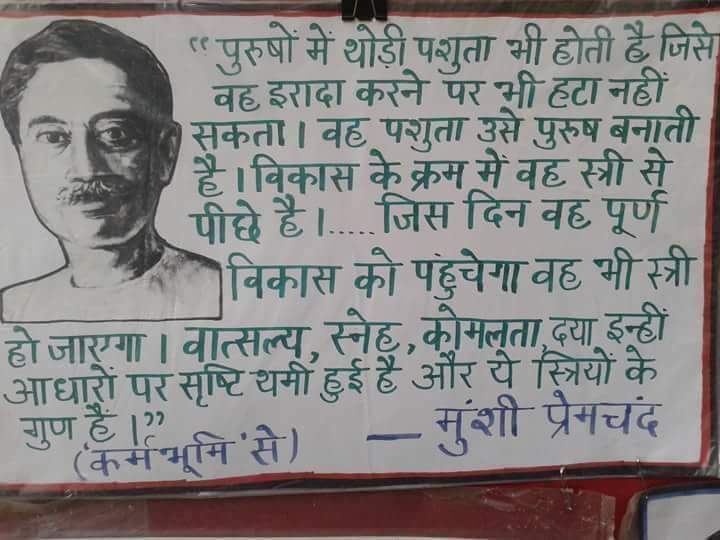 “पुरुषों में थोड़ी पशुता भी होती है जिसे
वह इरादा करने पर भी हटा नहीं
सकता। वह पशुता उसे पुरुष बनाती
है। विकास के क्रम में वह स्त्री से
पीछे है।..... जिस दिन वह पूर्ण
विकास को पहुंचेगा वह भी स्त्री
हो जाएगा। वात्सल्य, स्नेह, कोमलता, दया, इन्हीं
आधारों पर सृष्टि थमी हुई है और ये स्त्रियों के
गुण हैं।”
— मुंशी प्रेमचंद
('कर्मभूमि' से)